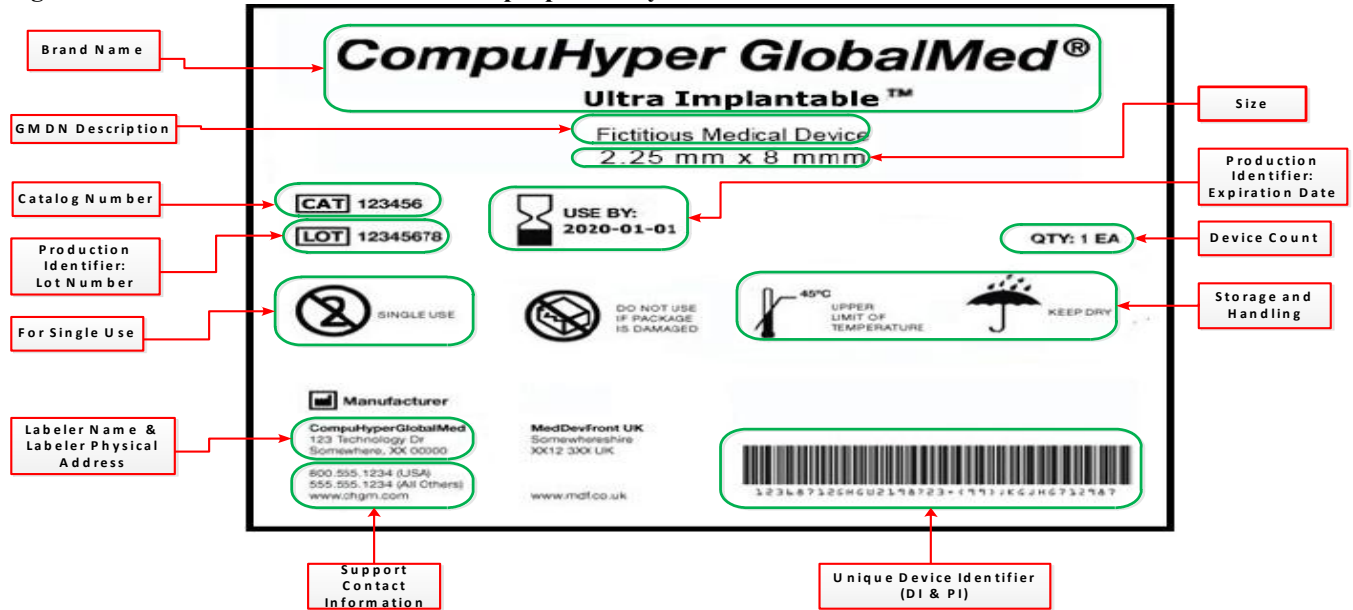 Brand Name
CompuHyper GlobalMed®
Ultra Implantable™
GMDN Description
Fictitious Medical Device
2.25 mm x 8 mmm
Size
Catalog Number
CAT 123456
Production
Identifier:
Lot Number
LOT 12345678
USE BY:
2020-01-01
Production
Identifier:
Expiration Date
QTY: 1 EA
Device Count
For Single Use
SINGLE USE
DO NOT USE
IF PACKAGE
IS DAMAGED
45°C
UPPER
LIMIT OF
TEMPERATURE
KEEP DRY
Storage and
Handling
Manufacturer
Labeler Name &
Labeler Physical
Address
CompuHyperGlobalMed
123 Technology Dr
Somewhere, XX 00000
800.555.1234 (USA)
555.555.1234 (All Others)
www.chgm.com
MedDevFront UK
Somewhereshire
XX12 3XX UK
www.mdf.co.uk
Support
Contact
Information
Unique Device Identifier
(DI & PI)